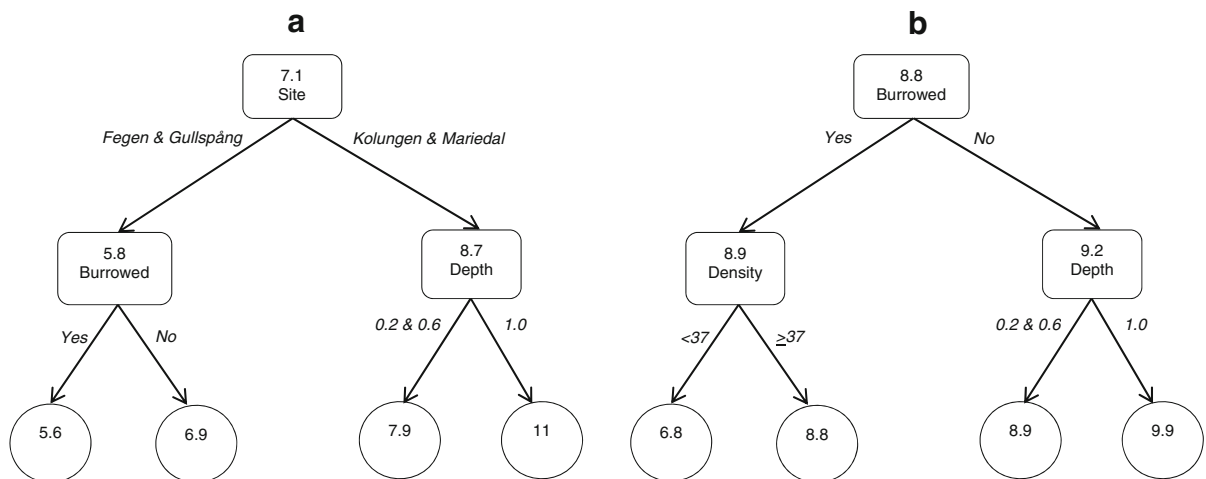 a
7.1
Site
Fegen & Gullspång
Kolungen & Mariedal
5.8
Burrowed
8.7
Depth
Yes
No
0.2 & 0.6
1.0
5.6
6.9
7.9
11
b
8.8
Burrowed
Yes
No
8.9
Density
9.2
Depth
<37
≥37
0.2 & 0.6
1.0
6.8
8.8
8.9
9.9